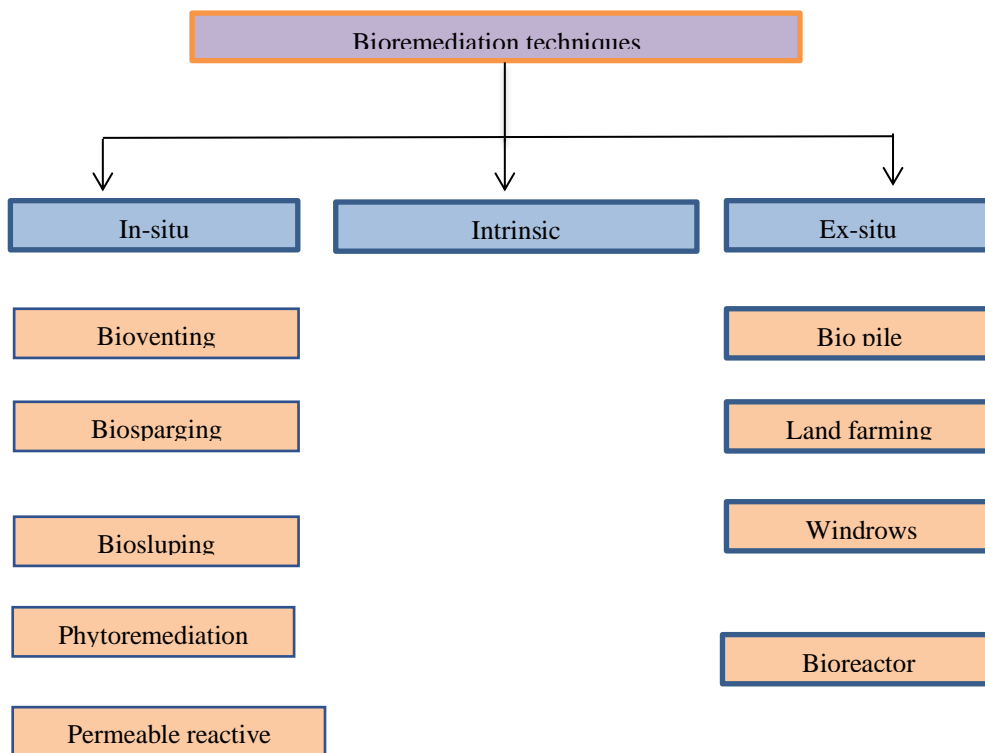 Bioremediation techniques
In-situ
Intrinsic
Ex-situ
Bioventing
Bio pile
Biosparging
Land farming
Biosluping
Windrows
Phytoremediation
Bioreactor
Permeable reactive